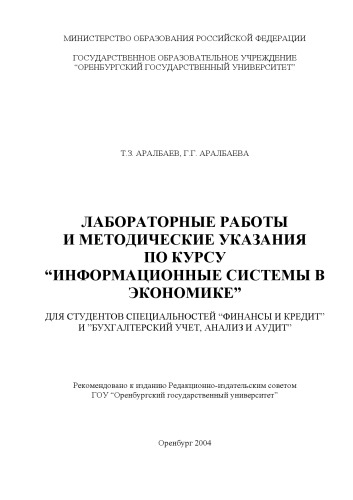 МИНИСТЕРСТВО ОБРАЗОВАНИЯ РОССИЙСКОЙ ФЕДЕРАЦИИ
ГОСУДАРСТВЕННОЕ ОБРАЗОВАТЕЛЬНОЕ УЧРЕЖДЕНИЕ
“ОРЕНБУРГСКИЙ ГОСУДАРСТВЕННЫЙ УНИВЕРСИТЕТ”
Т.З. АРАЛБАЕВ, Г.Г. АРАЛБАЕВА
ЛАБОРАТОРНЫЕ РАБОТЫ
И МЕТОДИЧЕСКИЕ УКАЗАНИЯ
ПО КУРСУ
“ИНФОРМАЦИОННЫЕ СИСТЕМЫ В
ЭКОНОМИКЕ”
ДЛЯ СТУДЕНТОВ СПЕЦИАЛЬНОСТЕЙ “ФИНАНСЫ И КРЕДИТ”
И ”БУХГАЛТЕРСКИЙ УЧЕТ, АНАЛИЗ И АУДИТ”
Рекомендовано к изданию Редакционно-издательским советом
ГОУ “Оренбургский государственный университет”
Оренбург 2004